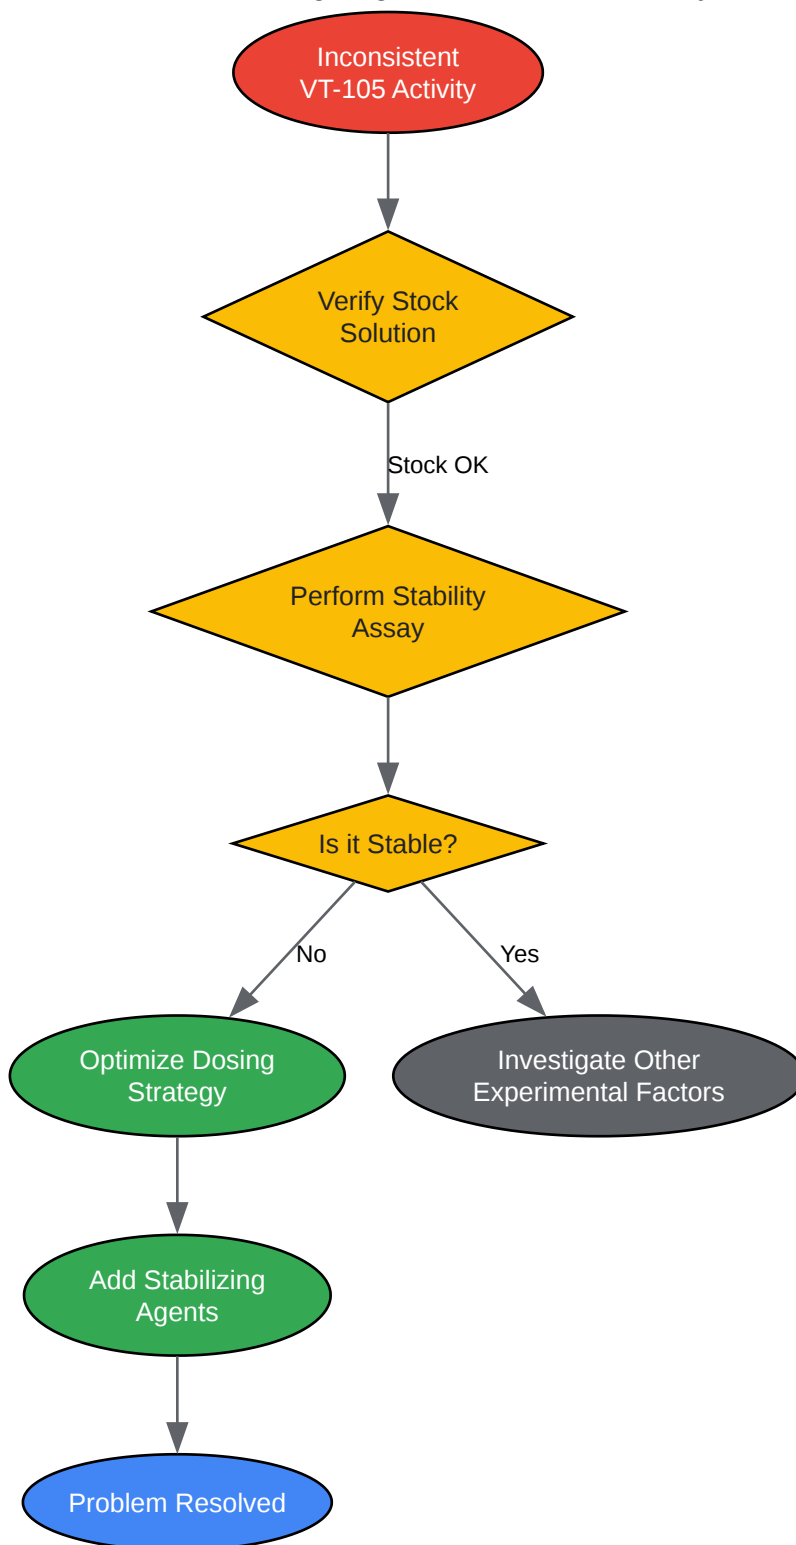 Inconsistent
VT-105 Activity
Verify Stock
Solution
Stock OK
Perform Stability
Assay
Is it Stable?
No
Yes
Optimize Dosing
Strategy
Investigate Other
Experimental Factors
Add Stabilizing
Agents
Problem Resolved